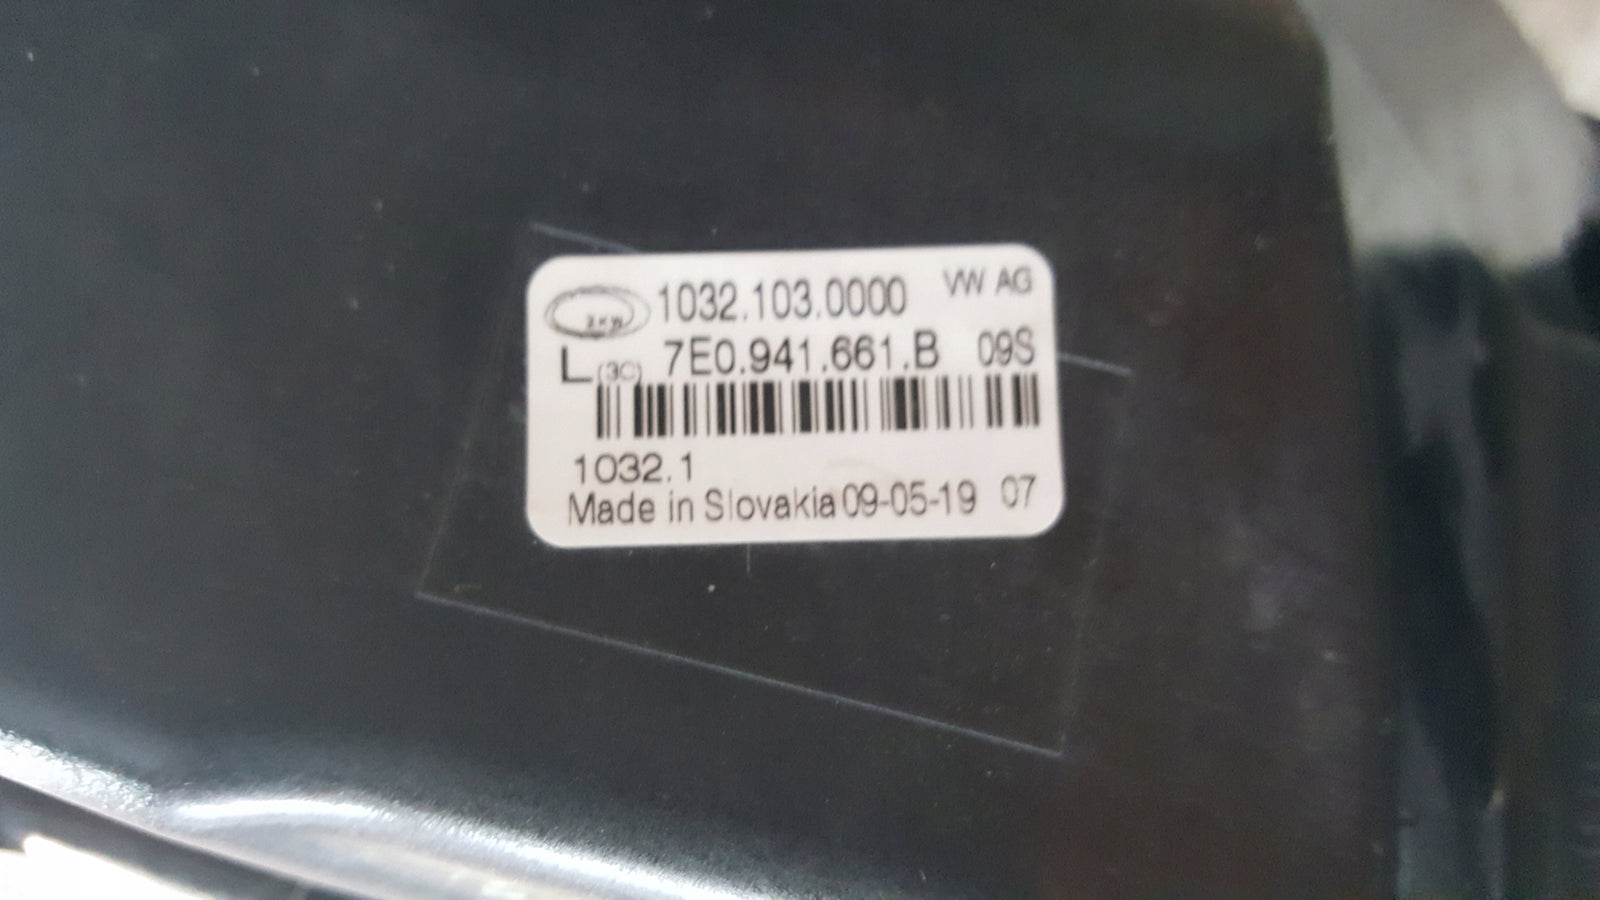 ZKW 1032.103.0000 VW AG
L (3C) 7E0.941.661.B 09S
1032.1
Made in Slovakia 09-05-19 07